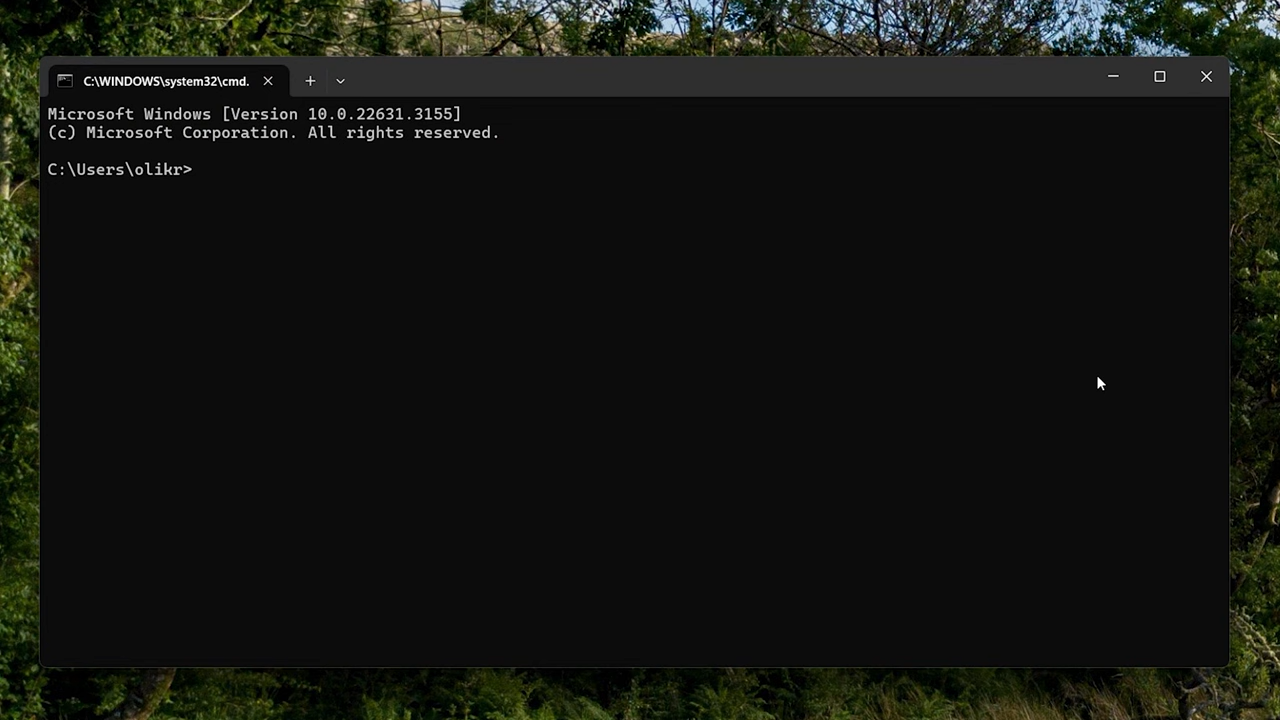 C:\WINDOWS\system32\cmd.
Microsoft Windows [Version 10.0.22631.3155]
(c) Microsoft Corporation. All rights reserved.
C:\Users\olikr>